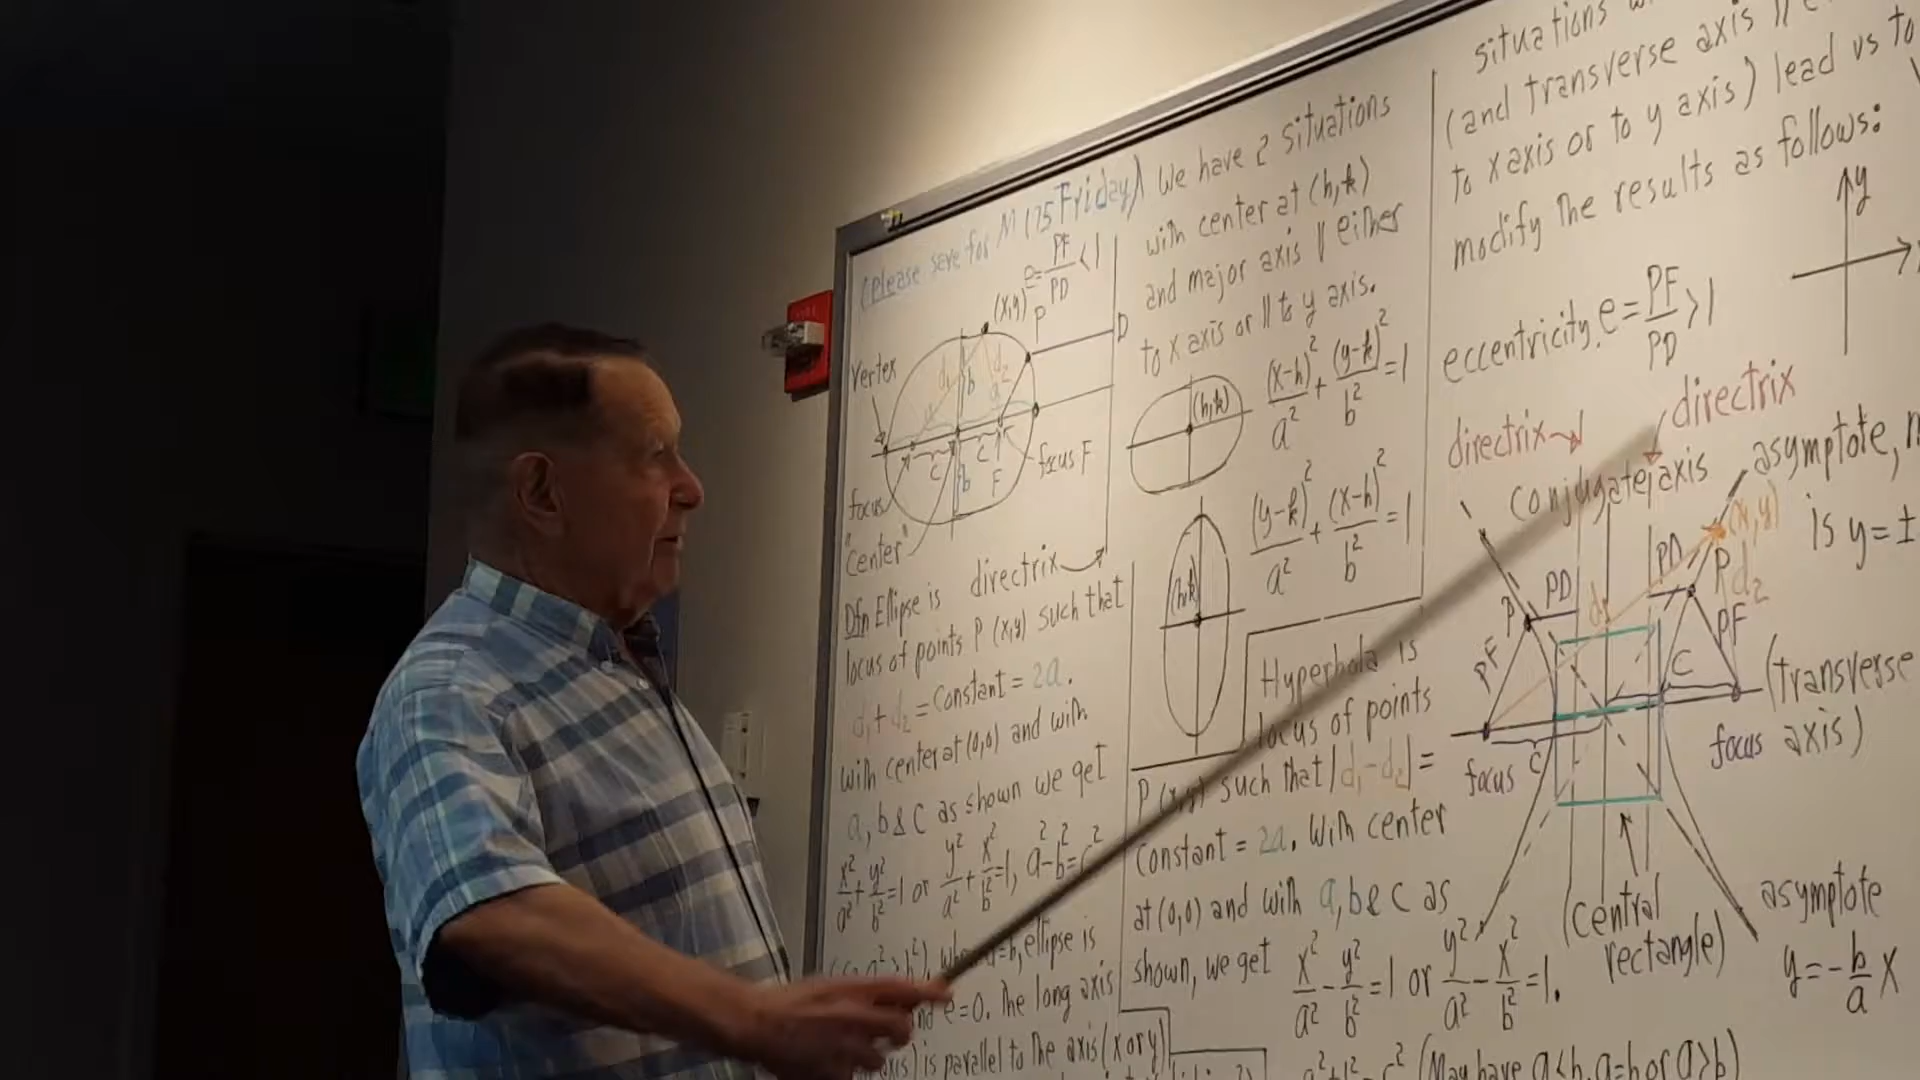 (please save for M 175 Friday)
e=PF/PD<1
(x,y)
P
D
vertex
d₁
b
d₂
a
c
c
focus F
b
F
focus
"center"
directrix
Dfn Ellipse is
locus of points P (x,y) such that
d₁+d₂=constant = 2a.
with center at (0,0) and with
a, b & c as shown we get
x²/a²+y²/b²=1 or y²/a²+x²/b²=1, a²-b²=c²
=b, ellipse is
and e=0. The long axis
axis) is parallel to the axis (x or y)
We have 2 situations
with center at (h,k)
and major axis || either
to x axis or || to y axis.
(h,k)
(x-h)²/a²+(y-k)²/b²=1
(h,k)
(y-k)²/a²+(x-h)²/b²=1
Hyperbola is
locus of points
P (x,y) such that |d₁-d₂|=
constant = 2a. With center
at (0,0) and with a, b & c as
shown, we get x²/a²-y²/b²=1 or y²/a²-x²/b²=1.
(May have a<b, a=b or a>b)
situations
(and transverse axis ||
to x axis or to y axis) lead us to
modify the results as follows:
y
eccentricity, e=PF/PD>1
directrix
directrix
conjugate axis
asymptote,
is y=±
(x,y)
PD
P
d₂
PD
P
d₁
PF
PF
c
(transverse
axis)
focus
focus
c
(central
rectangle)
asymptote
y=-b/a x